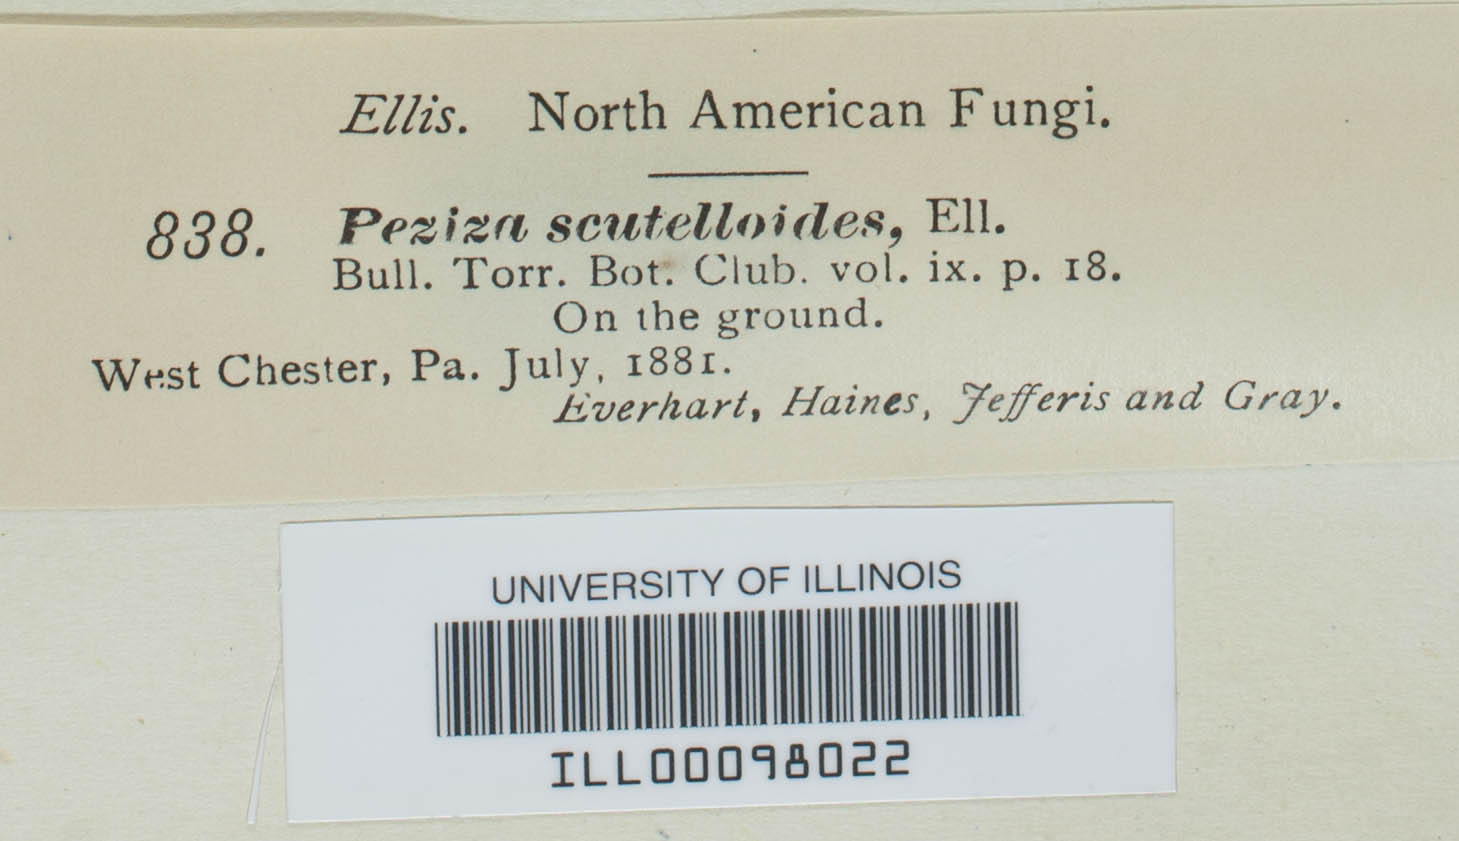 Ellis. North American Fungi.
838. Peziza scutelloides, Ell.
Bull. Torr. Bot. Club. vol. ix. p. 18.
On the ground.
West Chester, Pa. July, 1881.
Everhart, Haines, Jefferis and Gray.
UNIVERSITY OF ILLINOIS
ILL00098022